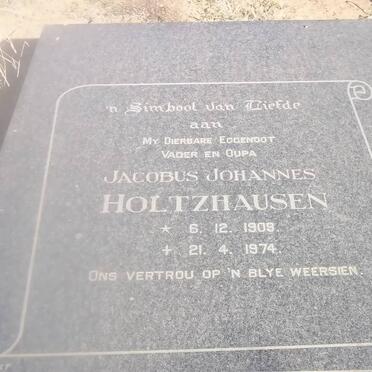 'n Simbool van Liefde
aan
My Dierbare Eggenoot
Vader en Oupa
Jacobus Johannes
Holtzhausen
* 6. 12. 1909.
+ 21. 4. 1974.
Ons vertrou op 'n blye weersien.